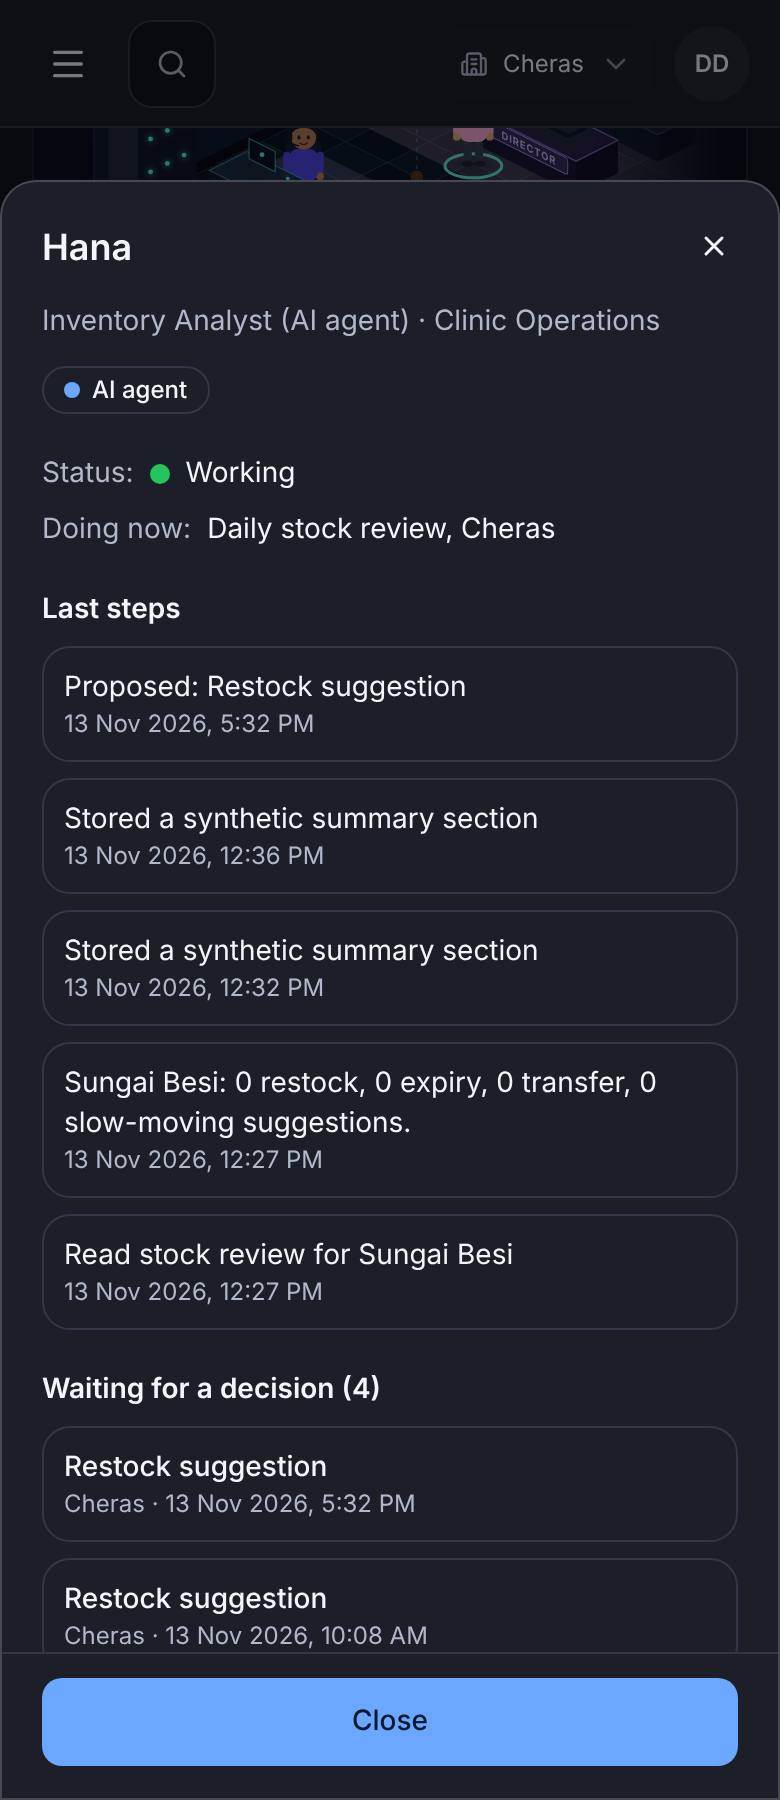 Cheras
DD
DIRECTOR
Hana
Inventory Analyst (AI agent) · Clinic Operations
AI agent
Status: Working
Doing now: Daily stock review, Cheras
Last steps
Proposed: Restock suggestion
13 Nov 2026, 5:32 PM
Stored a synthetic summary section
13 Nov 2026, 12:36 PM
Stored a synthetic summary section
13 Nov 2026, 12:32 PM
Sungai Besi: 0 restock, 0 expiry, 0 transfer, 0
slow-moving suggestions.
13 Nov 2026, 12:27 PM
Read stock review for Sungai Besi
13 Nov 2026, 12:27 PM
Waiting for a decision (4)
Restock suggestion
Cheras · 13 Nov 2026, 5:32 PM
Restock suggestion
Cheras · 13 Nov 2026, 10:08 AM
Close